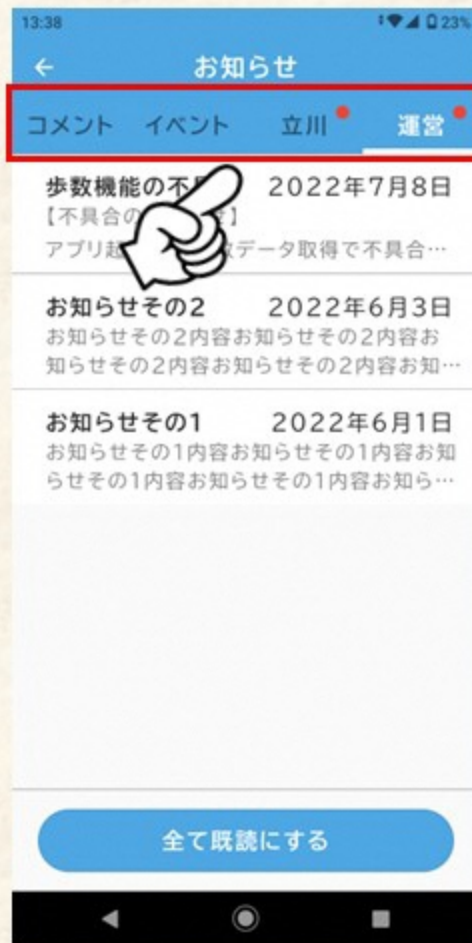 13:38 23%
お知らせ
コメント イベント 立川 運営
歩数機能の不 2022年7月8日
【不具合の せ】
アプリ起 データ取得で不具合…
お知らせその2 2022年6月3日
お知らせその2内容お知らせその2内容お
知らせその2内容お知らせその2内容お知…
お知らせその1 2022年6月1日
お知らせその1内容お知らせその1内容お知
らせその1内容お知らせその1内容お知ら…
全て既読にする